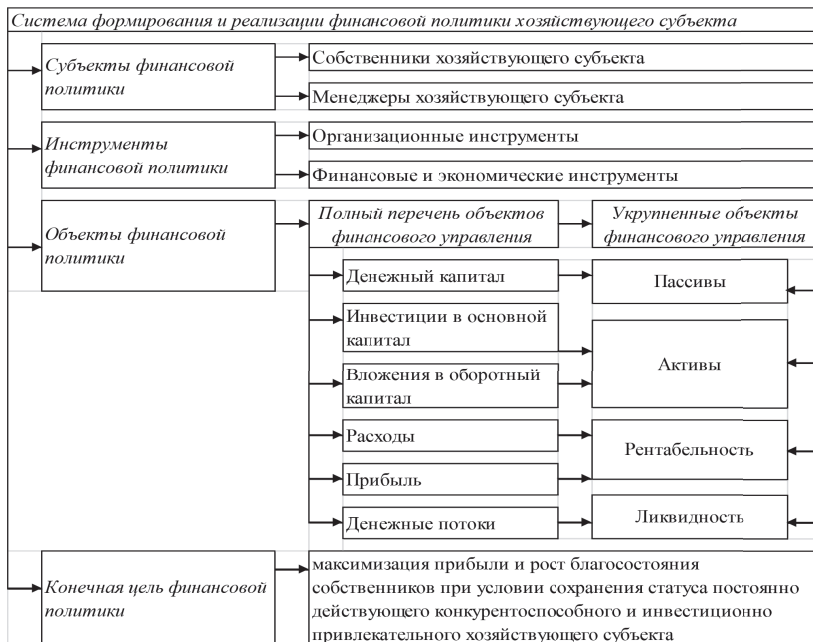 Система формирования и реализации финансовой политики хозяйствующего субъекта
Субъекты финансовой
политики
Собственники хозяйствующего субъекта
Менеджеры хозяйствующего субъекта
Инструменты
финансовой политики
Организационные инструменты
Финансовые и экономические инструменты
Объекты финансовой
политики
Полный перечень объектов
финансового управления
Укрупненные объекты
финансового управления
Денежный капитал
Пассивы
Инвестиции в основной
капитал
Активы
Вложения в оборотный
капитал
Расходы
Рентабельность
Прибыль
Денежные потоки
Ликвидность
Конечная цель финансовой
политики
максимизация прибыли и рост благосостояния
собственников при условии сохранения статуса постоянно
действующего конкурентоспособного и инвестиционно
привлекательного хозяйствующего субъекта